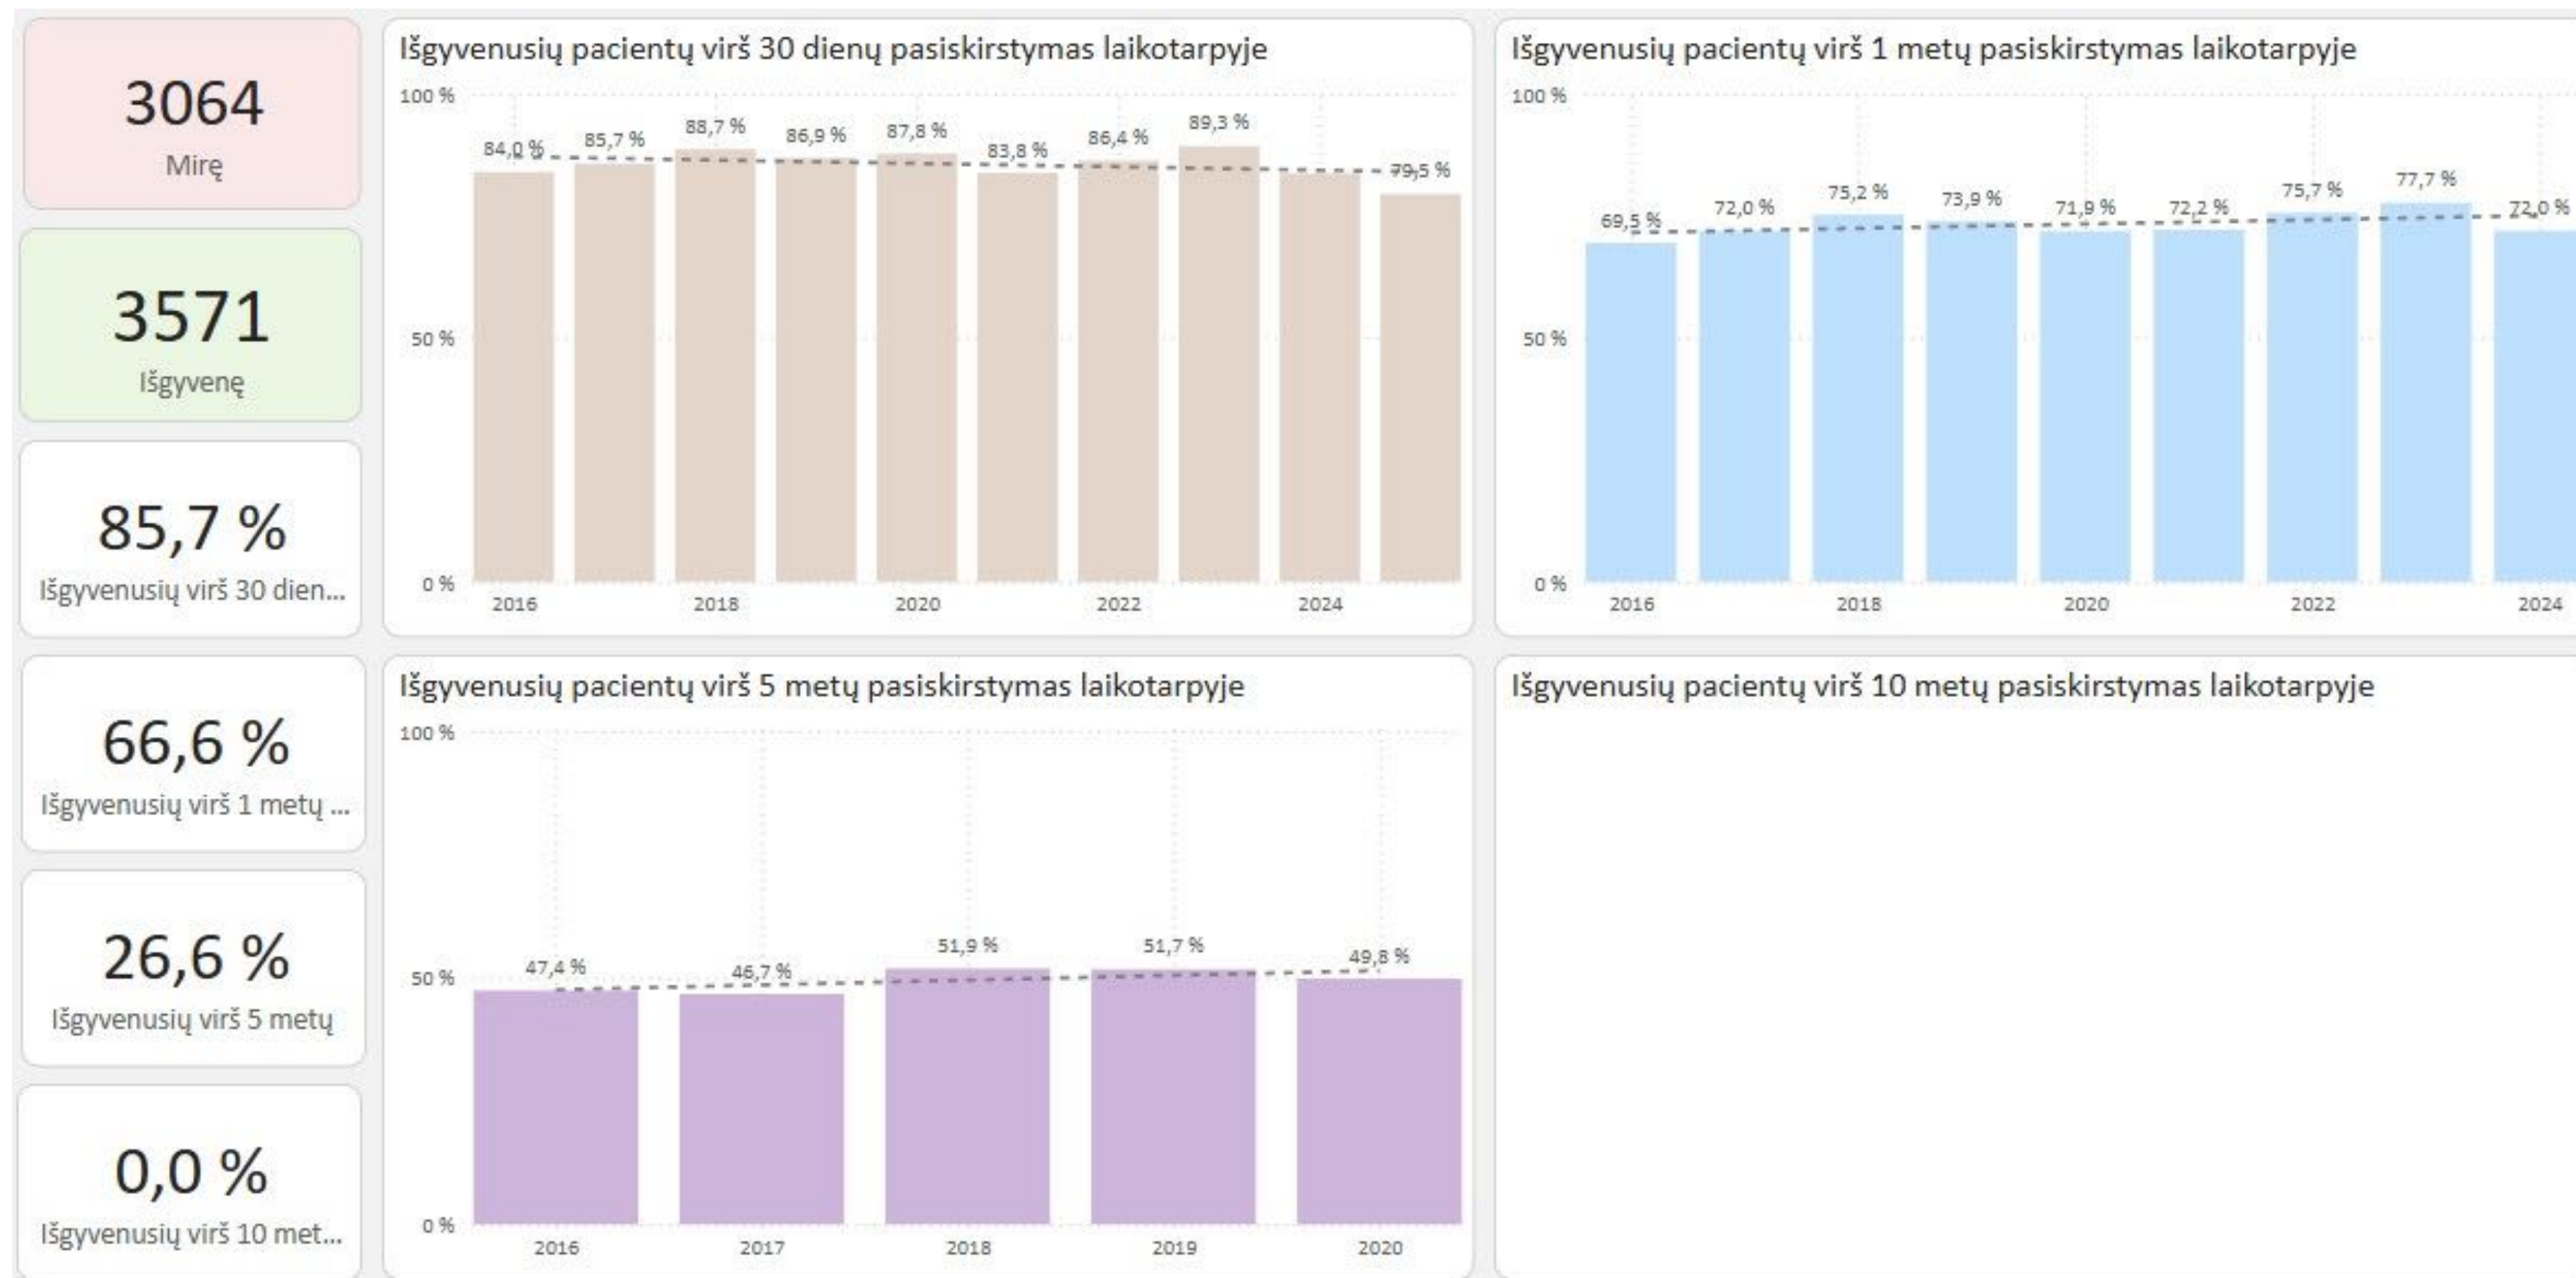 3064
Mirę
3571
Išgyvenę
85,7 %
Išgyvenusių virš 30 dien...
66,6 %
Išgyvenusių virš 1 metų ...
26,6 %
Išgyvenusių virš 5 metų
0,0 %
Išgyvenusių virš 10 met...
Išgyvenusių pacientų virš 30 dienų pasiskirstymas laikotarpyje
100 %
50 %
0 %
84,0 % 85,7 % 88,7 % 86,9 % 87,8 % 83,8 % 86,4 % 89,3 % 79,5 %
2016 2018 2020 2022 2024
Išgyvenusių pacientų virš 1 metų pasiskirstymas laikotarpyje
100 %
50 %
0 %
69,5 % 72,0 % 75,2 % 73,9 % 71,9 % 72,2 % 75,7 % 77,7 % 72,0 %
2016 2018 2020 2022 2024
Išgyvenusių pacientų virš 5 metų pasiskirstymas laikotarpyje
100 %
50 %
0 %
47,4 % 46,7 % 51,9 % 51,7 % 49,8 %
2016 2017 2018 2019 2020
Išgyvenusių pacientų virš 10 metų pasiskirstymas laikotarpyje